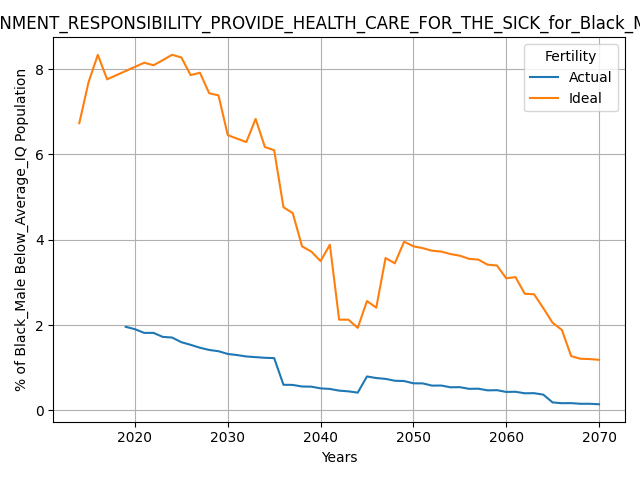 NMENT_RESPONSIBILITY_PROVIDE_HEALTH_CARE_FOR_THE_SICK_for_Black_M
Fertility
Actual
Ideal
% of Black_Male Below_Average_IQ Population
8
6
4
2
0
2020 2030 2040 2050 2060 2070
Years